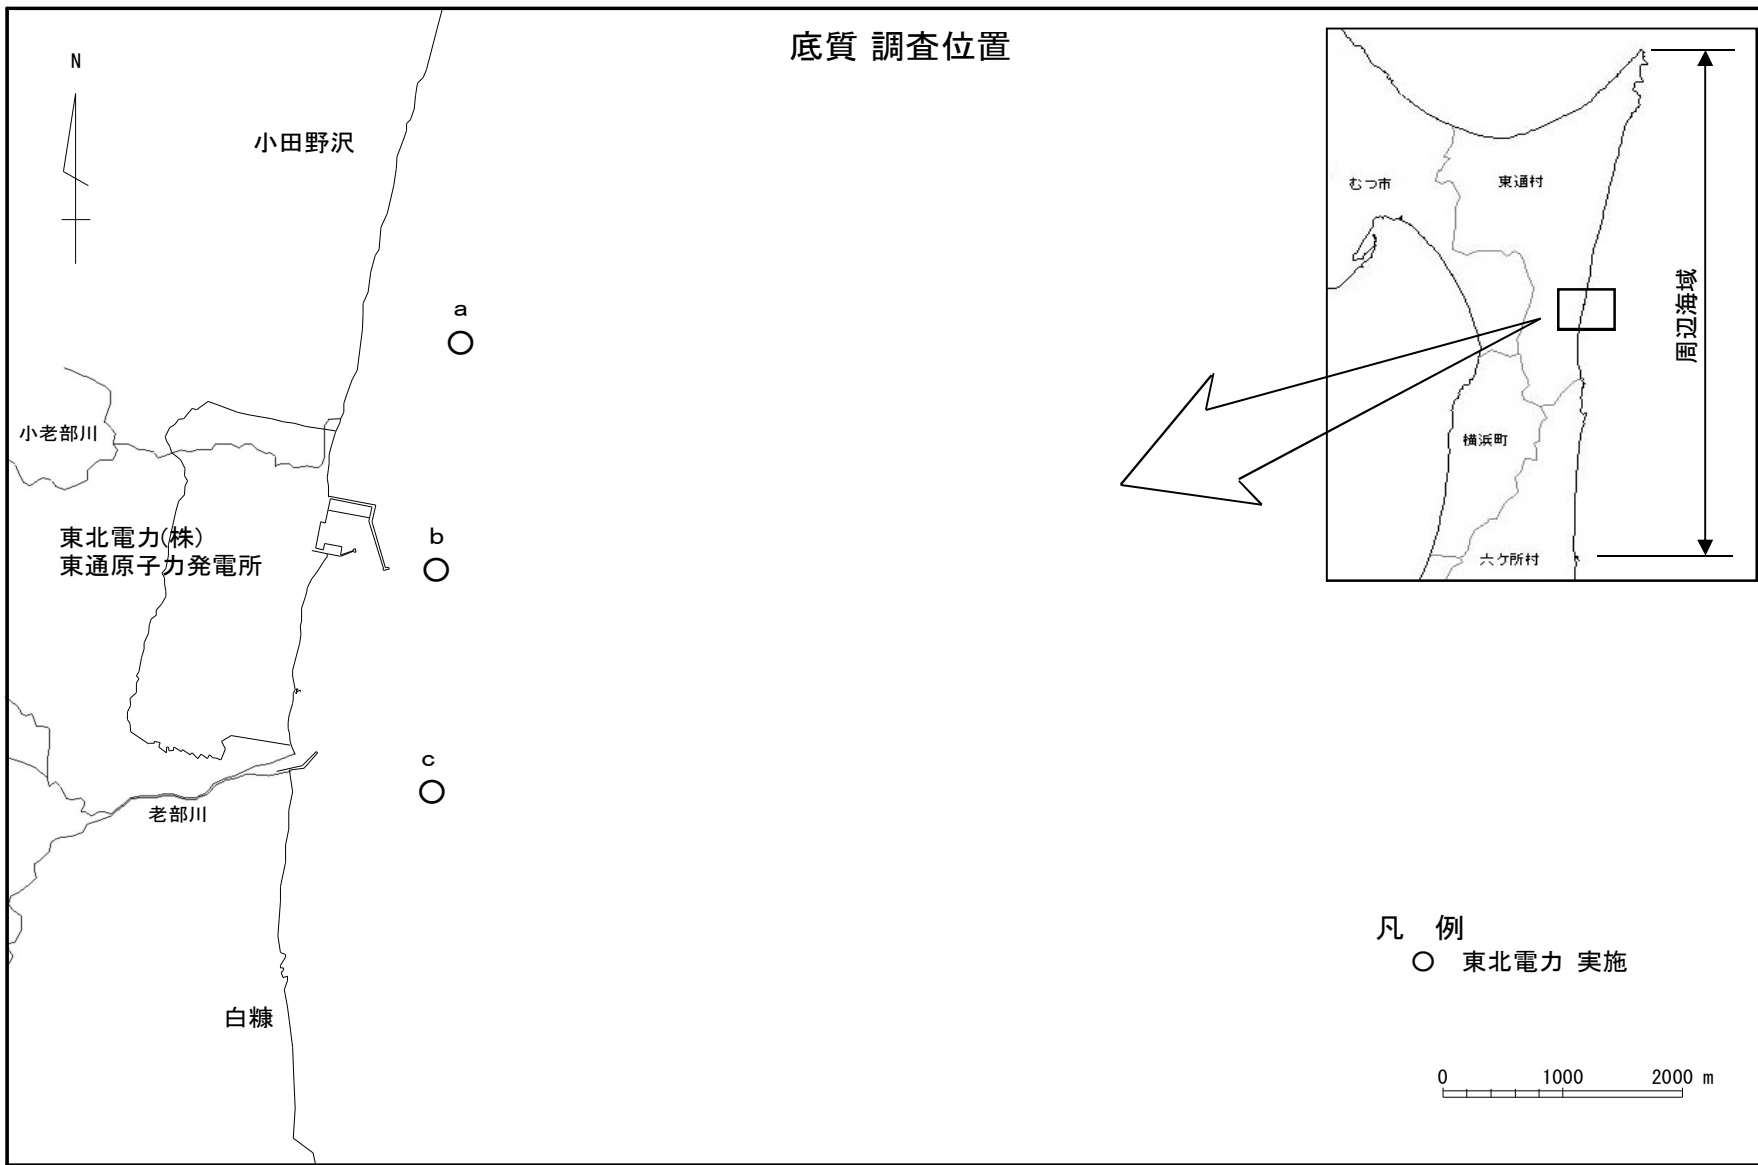 底質 調査位置
N
小田野沢
a
小老部川
東北電力(株)
東通原子力発電所
b
c
老部川
白糠
むつ市
東通村
周辺海域
横浜町
六ケ所村
凡 例
○ 東北電力 実施
0 1000 2000 m